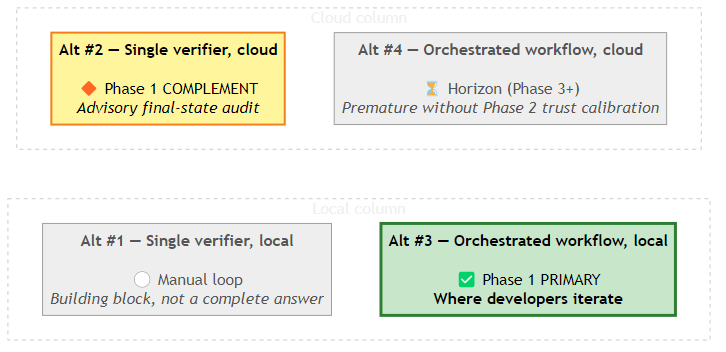 Cloud column
Alt #2 — Single verifier, cloud
🔶 Phase 1 COMPLEMENT
Advisory final-state audit
Alt #4 — Orchestrated workflow, cloud
⏳ Horizon (Phase 3+)
Premature without Phase 2 trust calibration
Local column
Alt #1 — Single verifier, local
⚪ Manual loop
Building block, not a complete answer
Alt #3 — Orchestrated workflow, local
✅ Phase 1 PRIMARY
Where developers iterate